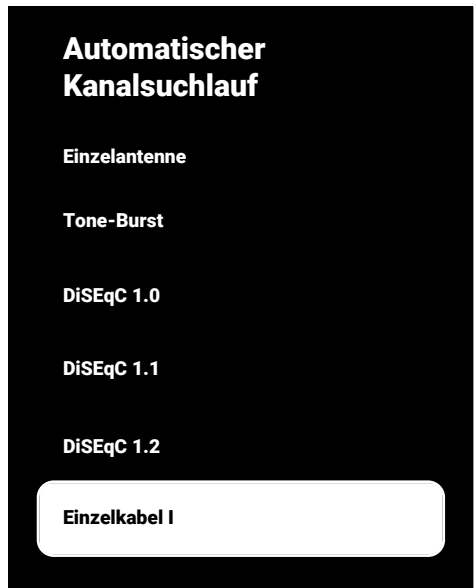 Automatischer
Kanalsuchlauf
Einzelantenne
Tone-Burst
DiSEqC 1.0
DiSEqC 1.1
DiSEqC 1.2
Einzelkabel I